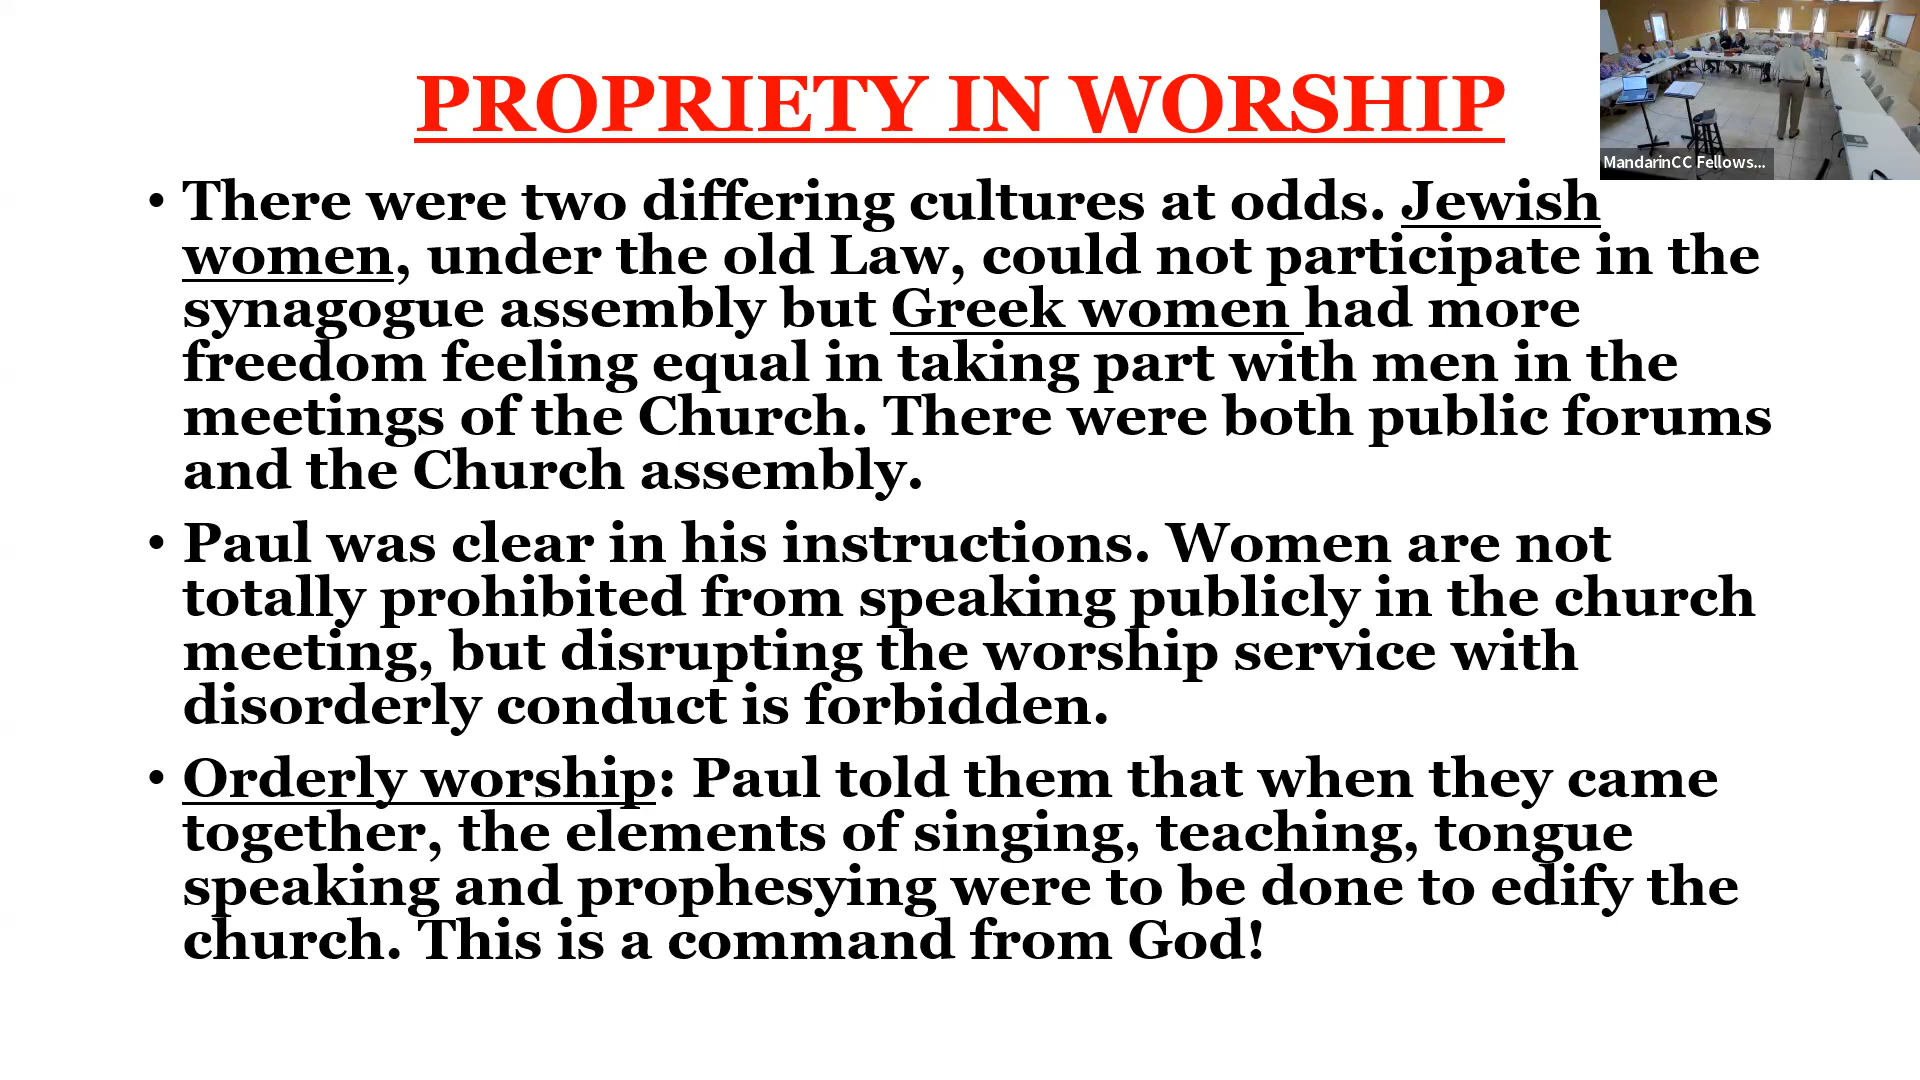 PROPRIETY IN WORSHIP
MandarinCC Fellows...
• There were two differing cultures at odds. Jewish
women, under the old Law, could not participate in the
synagogue assembly but Greek women had more
freedom feeling equal in taking part with men in the
meetings of the Church. There were both public forums
and the Church assembly.
• Paul was clear in his instructions. Women are not
totally prohibited from speaking publicly in the church
meeting, but disrupting the worship service with
disorderly conduct is forbidden.
• Orderly worship: Paul told them that when they came
together, the elements of singing, teaching, tongue
speaking and prophesying were to be done to edify the
church. This is a command from God!